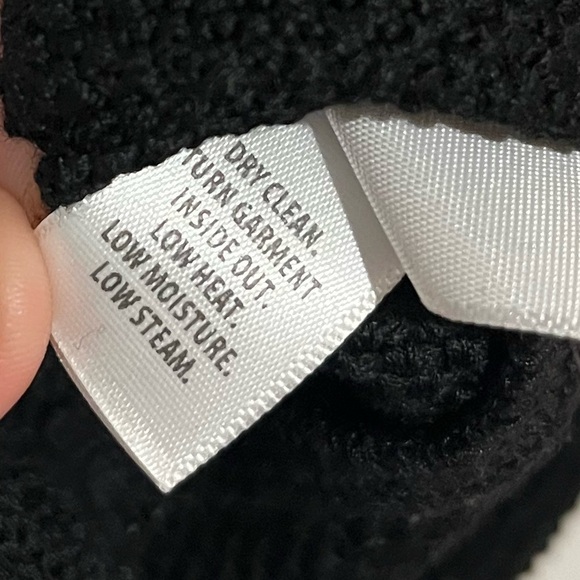 DRY CLEAN.
TURN GARMENT
INSIDE OUT.
LOW HEAT.
LOW MOISTURE.
LOW STEAM.